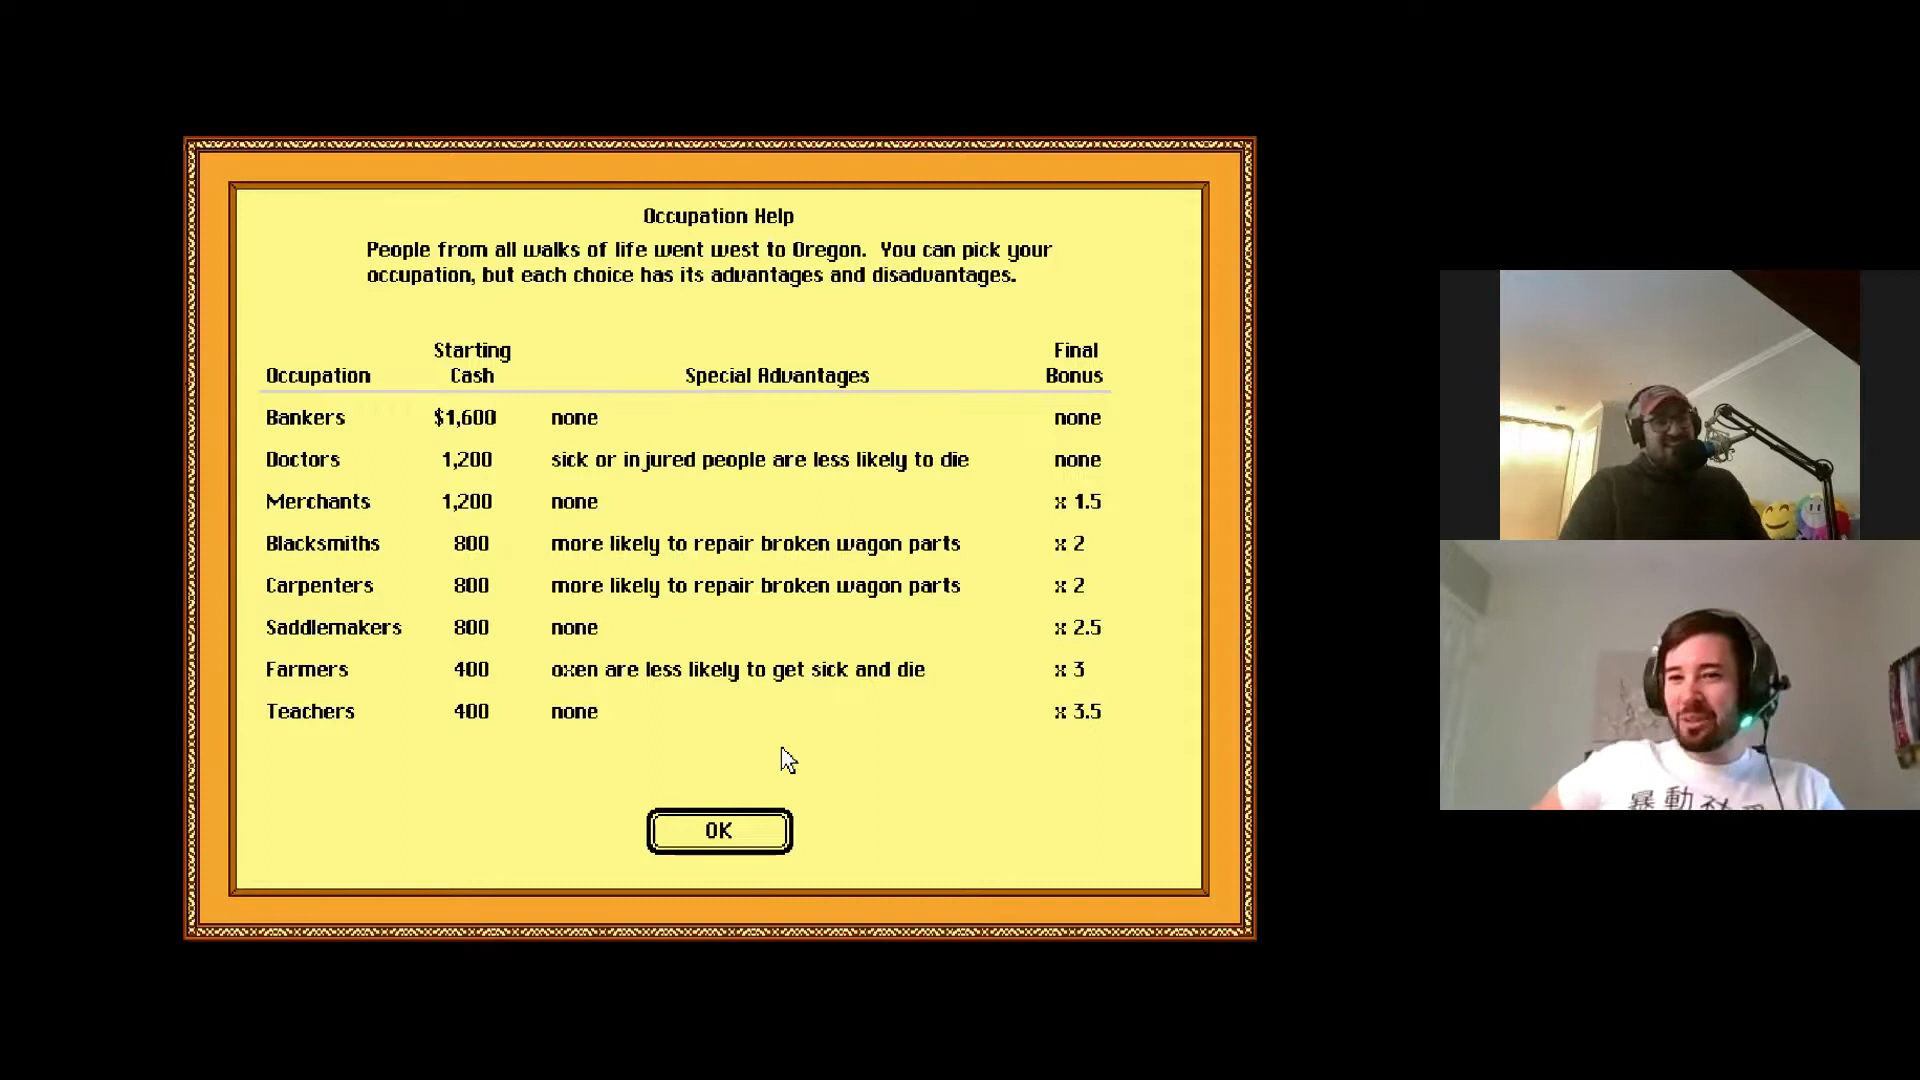 Occupation Help
People from all walks of life went west to Oregon. You can pick your
occupation, but each choice has its advantages and disadvantages.
Starting Final
Occupation Cash Special Advantages Bonus
Bankers $1,600 none none
Doctors 1,200 sick or injured people are less likely to die none
Merchants 1,200 none x 1.5
Blacksmiths 800 more likely to repair broken wagon parts x 2
Carpenters 800 more likely to repair broken wagon parts x 2
Saddlemakers 800 none x 2.5
Farmers 400 oxen are less likely to get sick and die x 3
Teachers 400 none x 3.5
OK
暴動